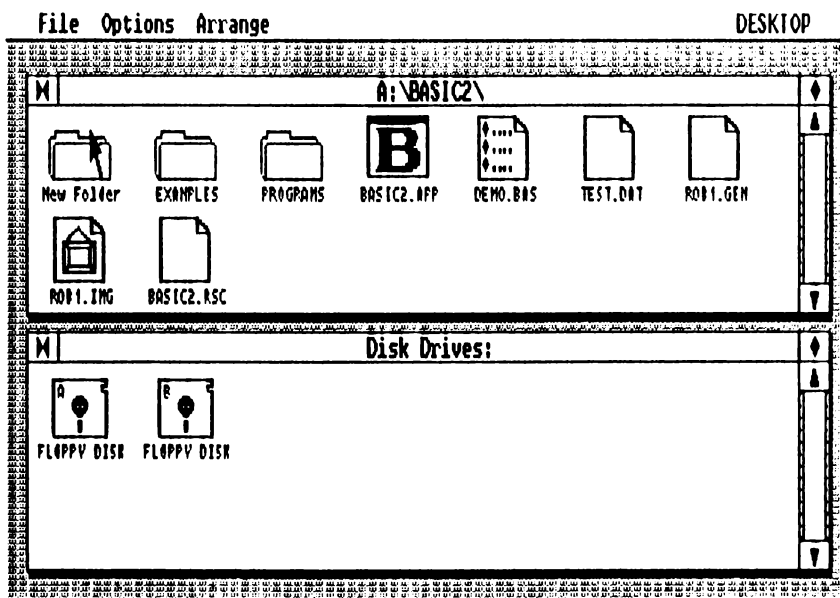 File Options Arrange DESKTOP
A:\BASIC2\
New Folder EXAMPLES PROGRAMS BASIC2.APP DEMO.BAS TEST.DAT ROB1.GEM
ROB1.IMG BASIC2.RSC
Disk Drives:
A B
FLOPPY DISK FLOPPY DISK